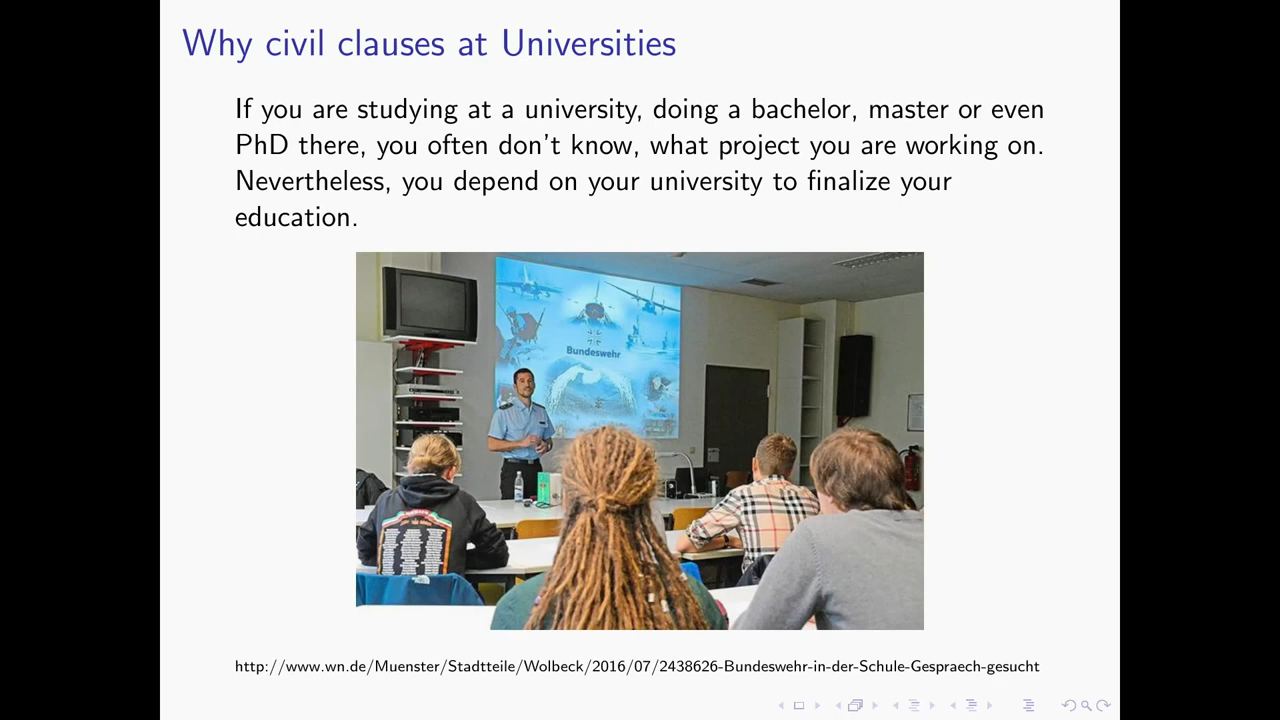 Why civil clauses at Universities
If you are studying at a university, doing a bachelor, master or even
PhD there, you often don't know, what project you are working on.
Nevertheless, you depend on your university to finalize your
education.
Bundeswehr
http://www.wn.de/Muenster/Stadtteile/Wolbeck/2016/07/2438626-Bundeswehr-in-der-Schule-Gespraech-gesucht